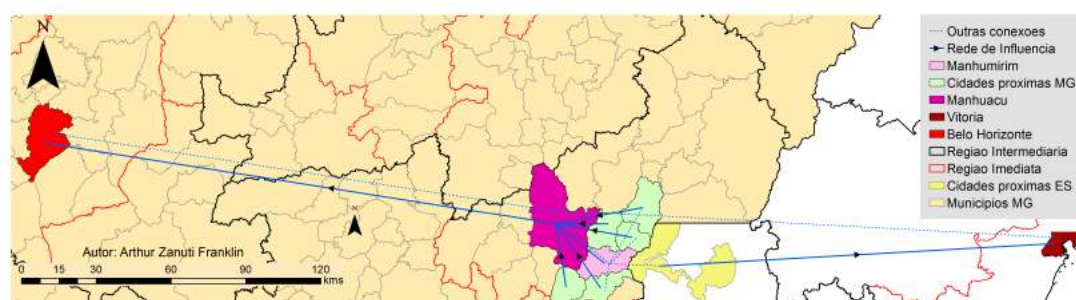 N
Outras conexoes
Rede de Influencia
Manhumirim
Cidades proximas MG
Manhuacu
Vitoria
Belo Horizonte
Regiao Intermediaria
Regiao Imediata
Cidades proximas ES
Municipios MG
N
Autor: Arthur Zanuti Franklin
0 15 30 60 90 120
kms